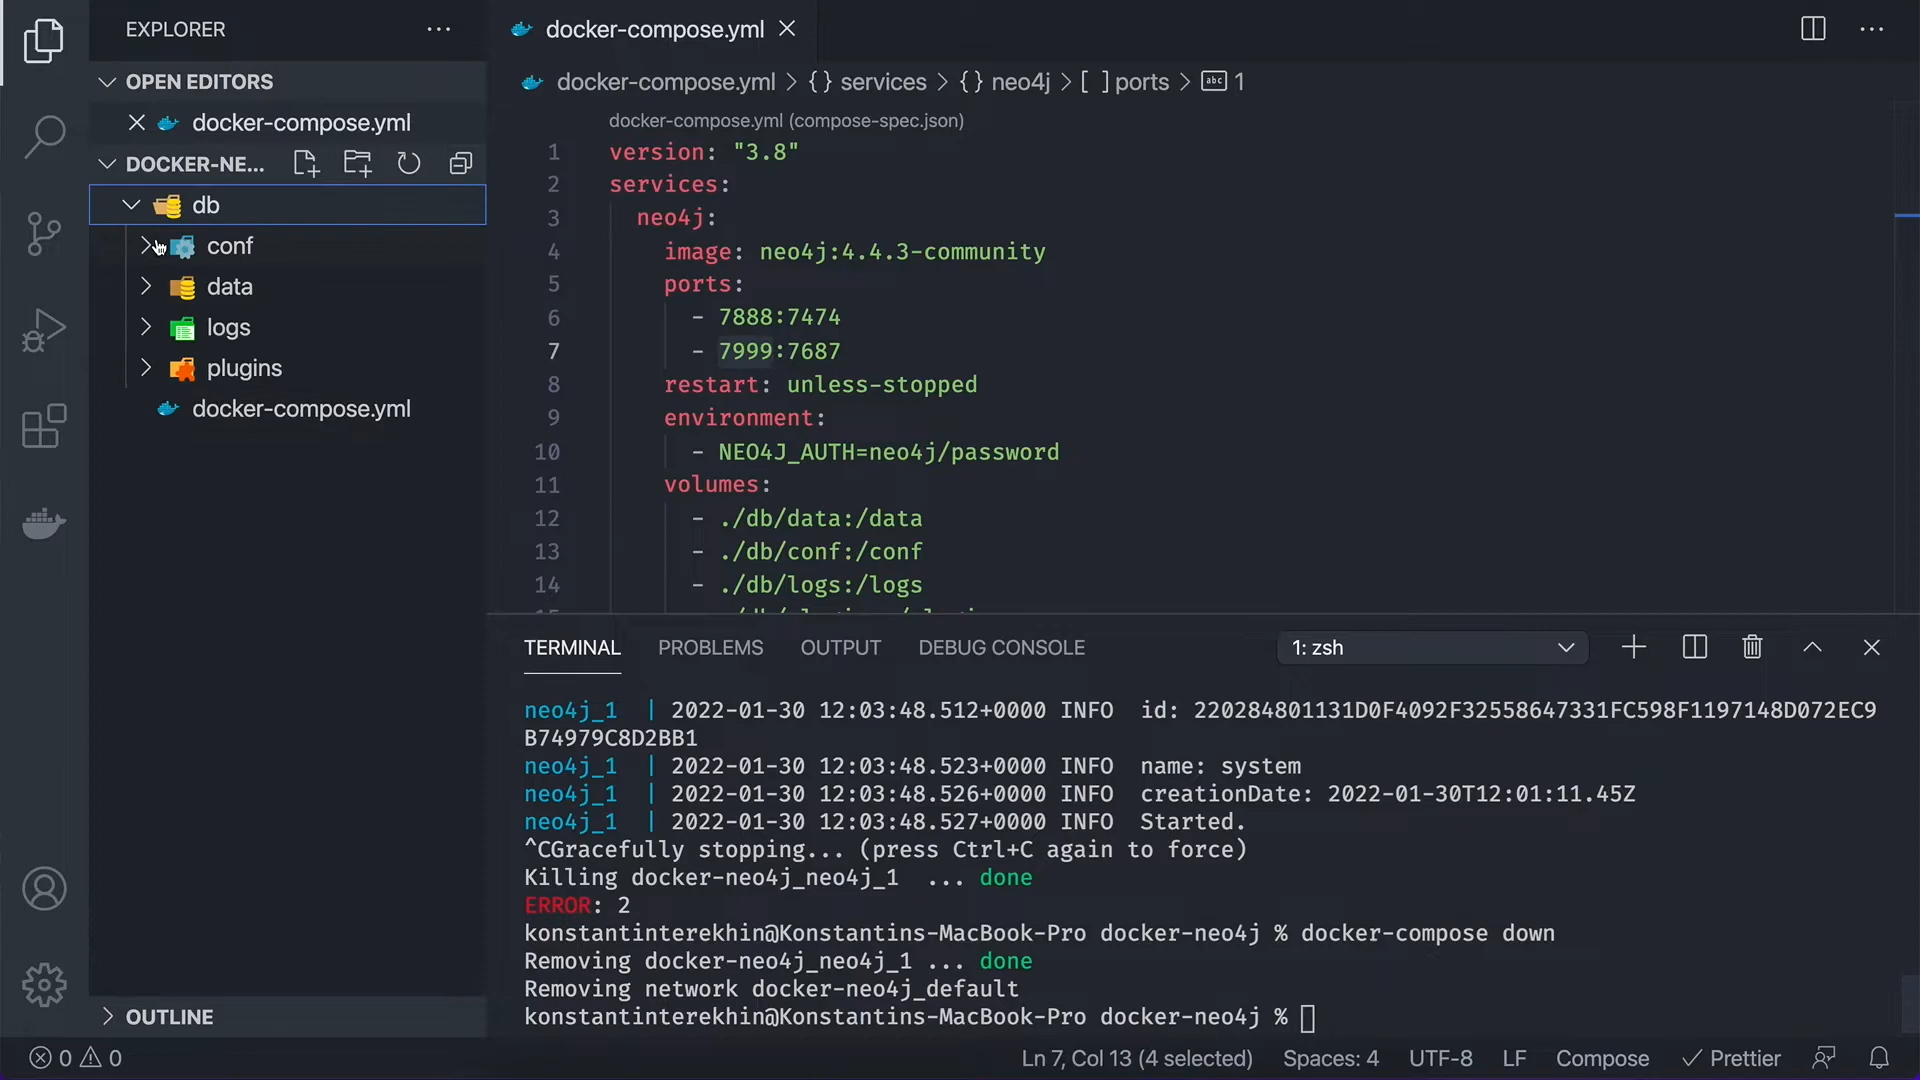 EXPLORER
OPEN EDITORS
docker-compose.yml
DOCKER-NE...
db
conf
data
logs
plugins
docker-compose.yml
OUTLINE
docker-compose.yml
docker-compose.yml > {} services > {} neo4j > [ ] ports > abc 1
docker-compose.yml (compose-spec.json)
1 version: "3.8"
2 services:
3 neo4j:
4 image: neo4j:4.4.3-community
5 ports:
6 - 7888:7474
7 - 7999:7687
8 restart: unless-stopped
9 environment:
10 - NEO4J_AUTH=neo4j/password
11 volumes:
12 - ./db/data:/data
13 - ./db/conf:/conf
14 - ./db/logs:/logs
TERMINAL PROBLEMS OUTPUT DEBUG CONSOLE 1: zsh
neo4j_1 | 2022-01-30 12:03:48.512+0000 INFO id: 220284801131D0F4092F32558647331FC598F1197148D072EC9
B74979C8D2BB1
neo4j_1 | 2022-01-30 12:03:48.523+0000 INFO name: system
neo4j_1 | 2022-01-30 12:03:48.526+0000 INFO creationDate: 2022-01-30T12:01:11.45Z
neo4j_1 | 2022-01-30 12:03:48.527+0000 INFO Started.
^CGracefully stopping... (press Ctrl+C again to force)
Killing docker-neo4j_neo4j_1 ... done
ERROR: 2
konstantinterekhin@Konstantins-MacBook-Pro docker-neo4j % docker-compose down
Removing docker-neo4j_neo4j_1 ... done
Removing network docker-neo4j_default
konstantinterekhin@Konstantins-MacBook-Pro docker-neo4j %
0 0 Ln 7, Col 13 (4 selected) Spaces: 4 UTF-8 LF Compose Prettier